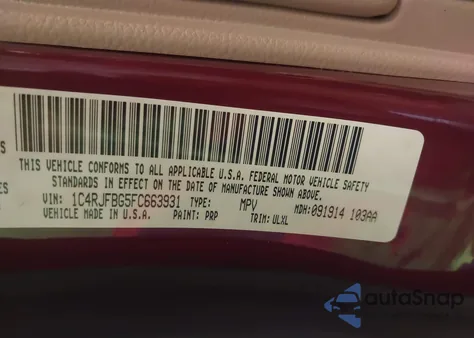 S
THIS VEHICLE CONFORMS TO ALL APPLICABLE U.S.A. FEDERAL MOTOR VEHICLE SAFETY
STANDARDS IN EFFECT ON THE DATE OF MANUFACTURE SHOWN ABOVE.
VIN: 1C4RJFBG5FC663931 TYPE: MPV MDH:091914 103AA
VEHICLE MADE IN U.S.A. PAINT: PRP TRIM: ULXL
autoSnap